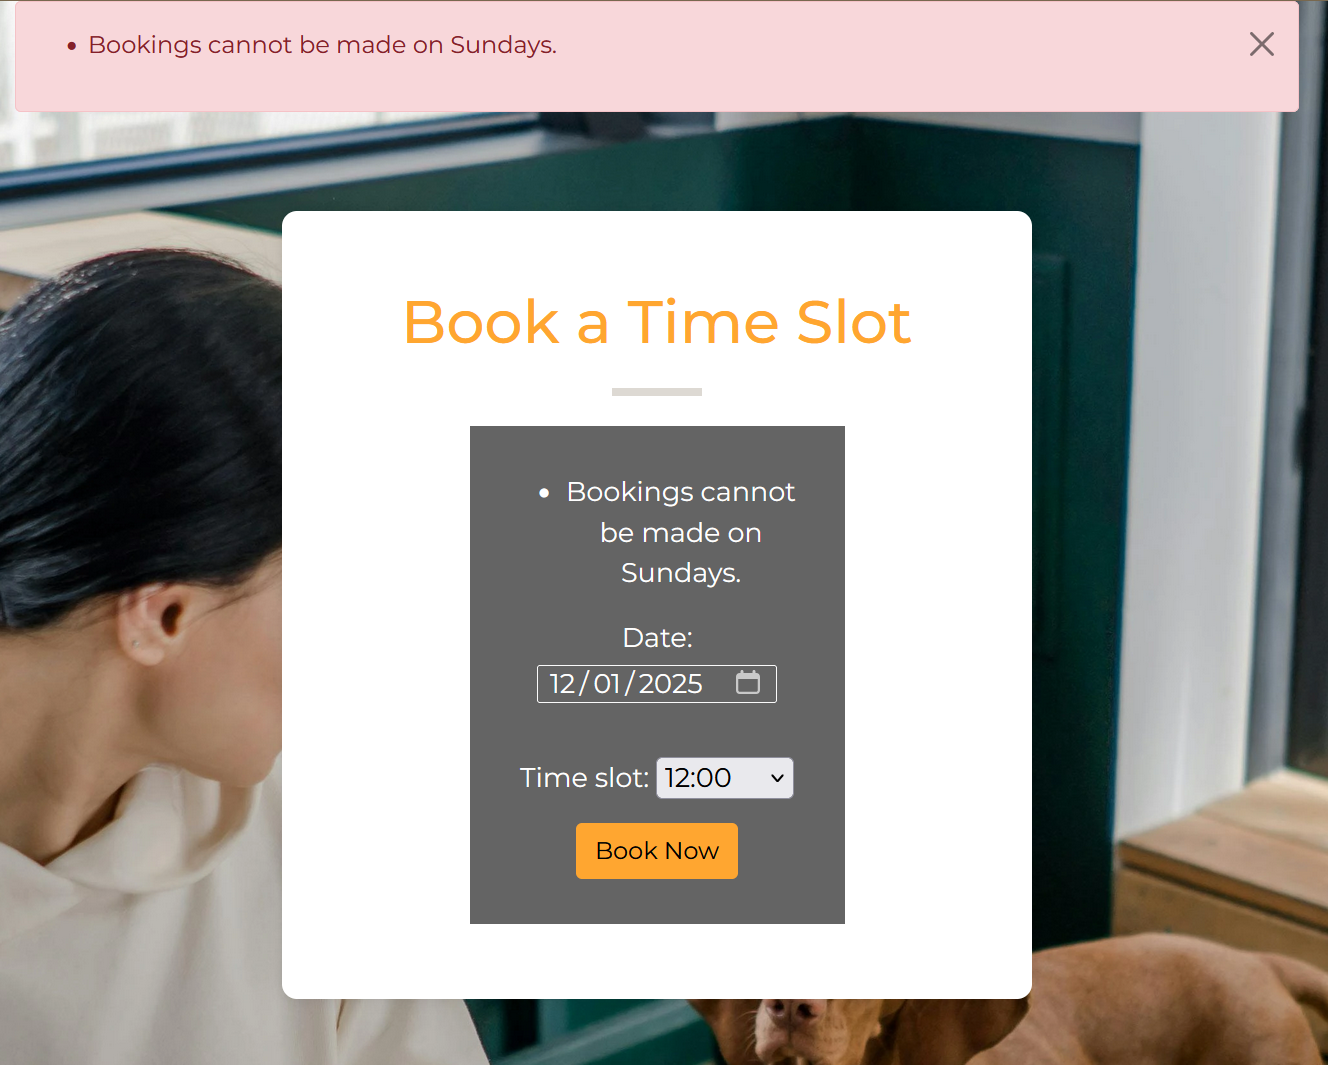 Bookings cannot be made on Sundays.
Book a Time Slot
Bookings cannot
be made on
Sundays.
Date:
12/01/2025
Time slot: 12:00
Book Now